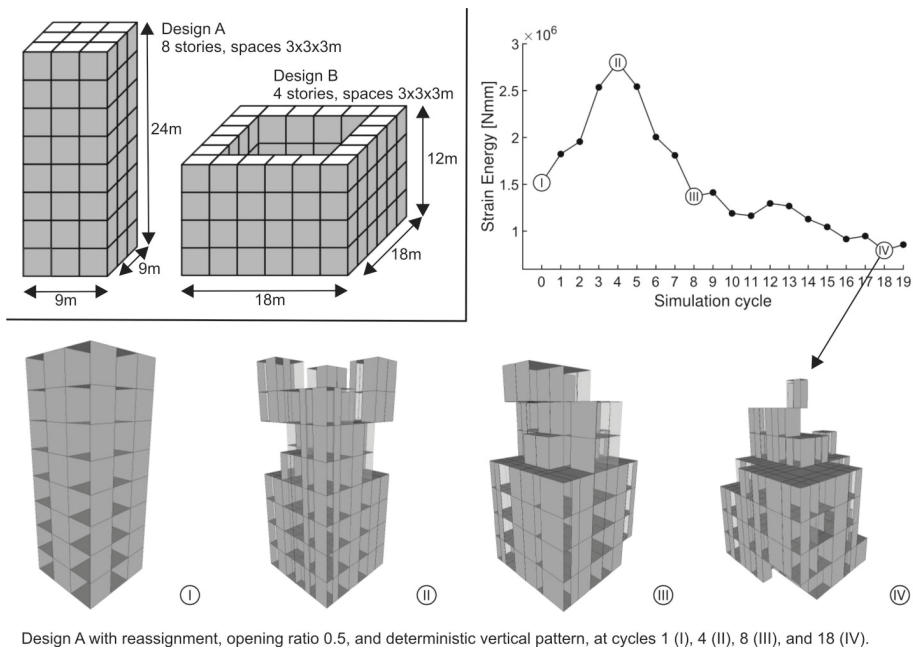 Design A
8 stories, spaces 3x3x3m
24m
9m
9m
Design B
4 stories, spaces 3x3x3m
12m
18m
18m
3 x 10⁶
2.5
2
1.5
1
Strain Energy [Nmm]
I
II
III
IV
0 1 2 3 4 5 6 7 8 9 10 11 12 13 14 15 16 17 18 19
Simulation cycle
I
II
III
IV
Design A with reassignment, opening ratio 0.5, and deterministic vertical pattern, at cycles 1 (I), 4 (II), 8 (III), and 18 (IV).